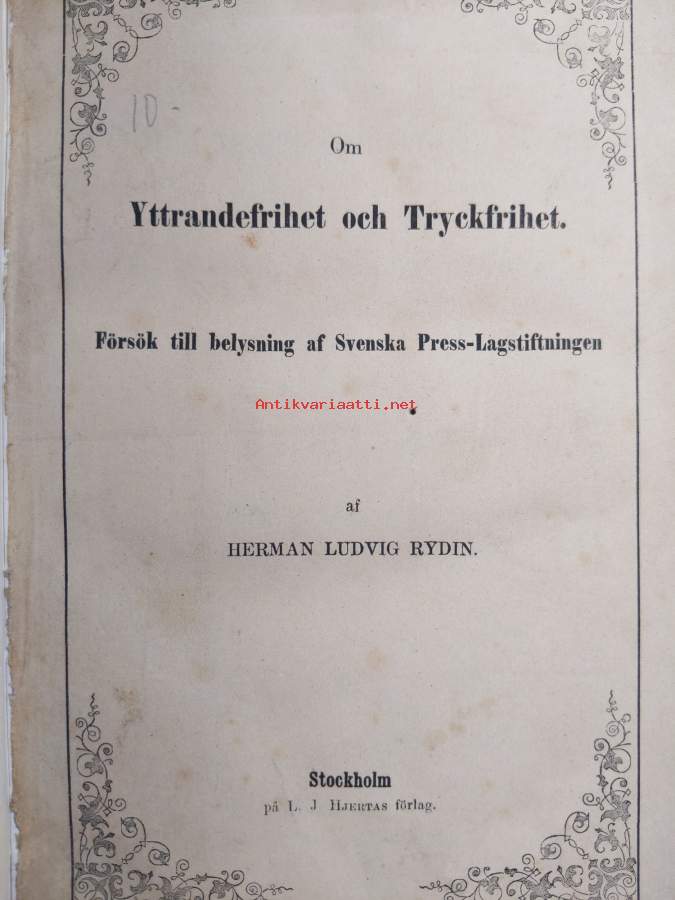 10-
Om
Yttrandefrihet och Tryckfrihet.
Försök till belysning af Svenska Press-Lagstiftningen
Antikvariaatti.net
af
HERMAN LUDVIG RYDIN.
Stockholm
på L. J HJERTAS förlag.